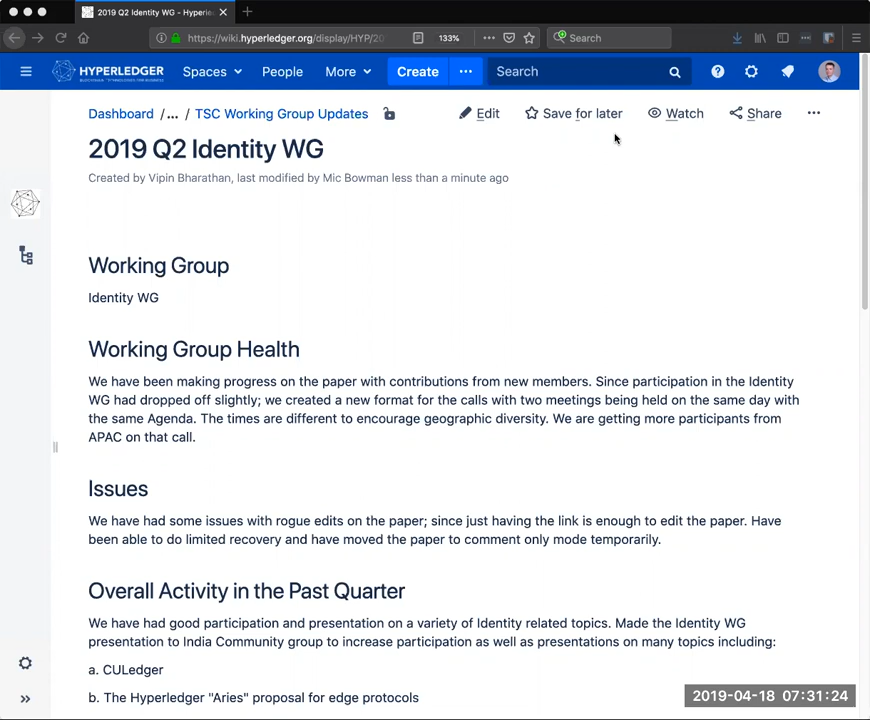 2019 Q2 Identity WG - Hyperle
https://wiki.hyperledger.org/display/HYP/20
133%
Search
HYPERLEDGER
BLOCKCHAIN TECHNOLOGIES FOR BUSINESS
Spaces
People
More
Create
Search
Dashboard /... / TSC Working Group Updates
Edit
Save for later
Watch
Share
2019 Q2 Identity WG
Created by Vipin Bharathan, last modified by Mic Bowman less than a minute ago
Working Group
Identity WG
Working Group Health
We have been making progress on the paper with contributions from new members. Since participation in the Identity
WG had dropped off slightly; we created a new format for the calls with two meetings being held on the same day with
the same Agenda. The times are different to encourage geographic diversity. We are getting more participants from
APAC on that call.
Issues
We have had some issues with rogue edits on the paper; since just having the link is enough to edit the paper. Have
been able to do limited recovery and have moved the paper to comment only mode temporarily.
Overall Activity in the Past Quarter
We have had good participation and presentation on a variety of Identity related topics. Made the Identity WG
presentation to India Community group to increase participation as well as presentations on many topics including:
a. CULedger
b. The Hyperledger "Aries" proposal for edge protocols
2019-04-18 07:31:24